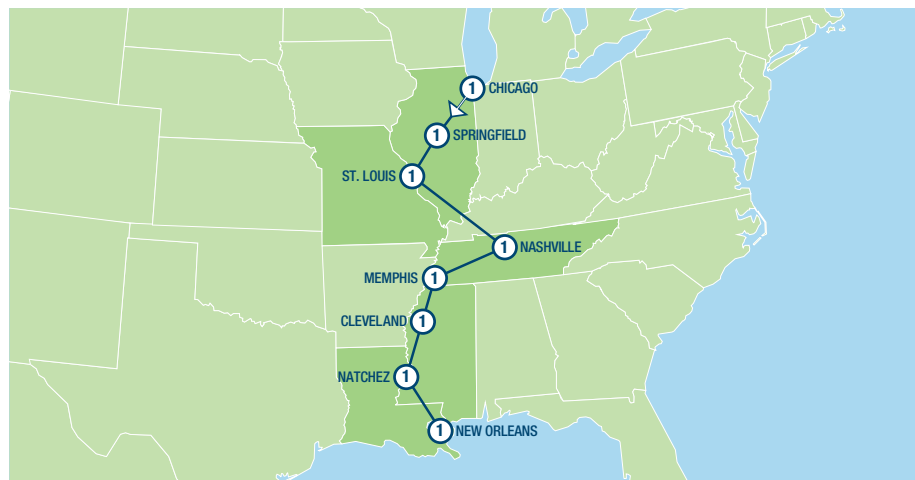 1 CHICAGO
1 SPRINGFIELD
ST. LOUIS 1
1 NASHVILLE
MEMPHIS 1
CLEVELAND 1
NATCHEZ 1
1 NEW ORLEANS